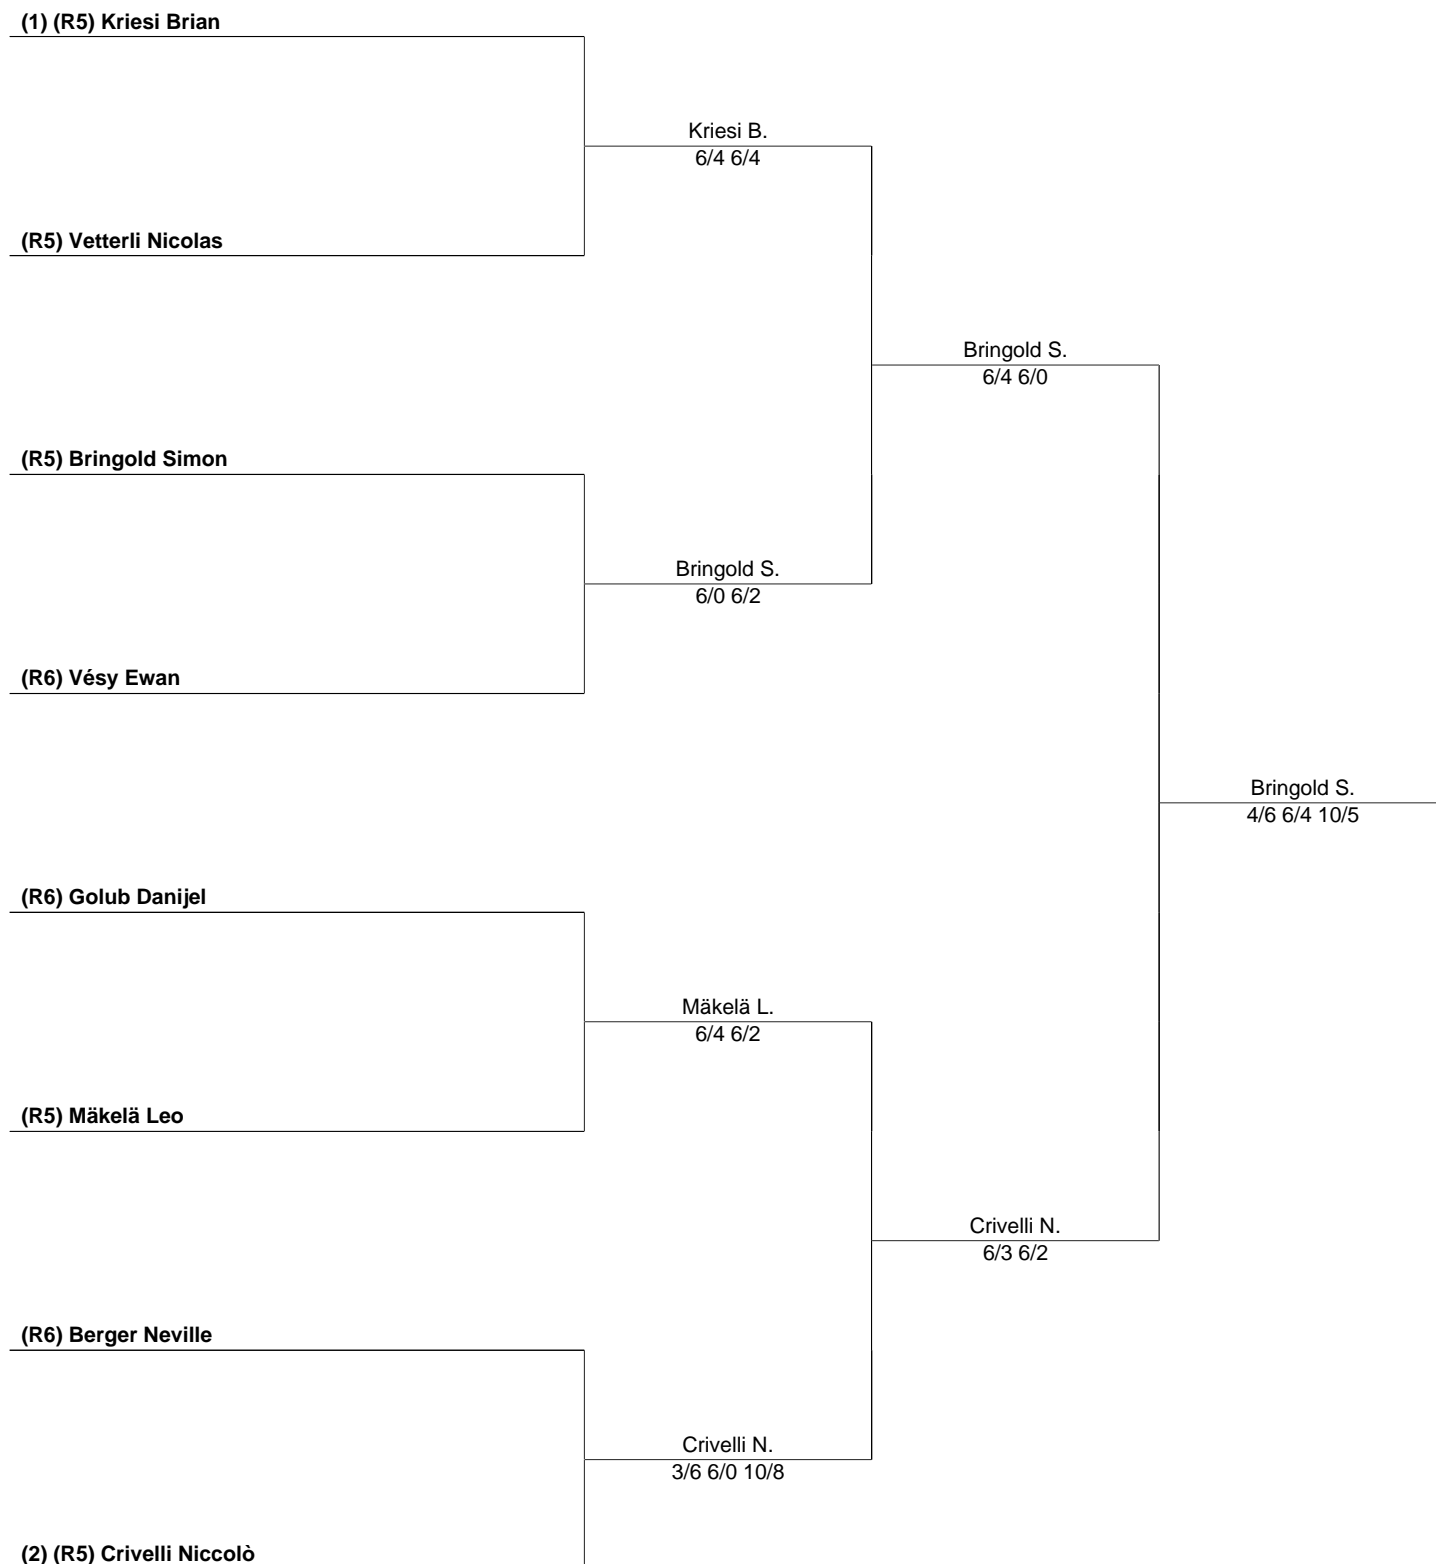 (1) (R5) Kriesi Brian
Kriesi B.
6/4 6/4
(R5) Vetterli Nicolas
Bringold S.
6/4 6/0
(R5) Bringold Simon
Bringold S.
6/0 6/2
(R6) Vésy Ewan
Bringold S.
4/6 6/4 10/5
(R6) Golub Danijel
Mäkelä L.
6/4 6/2
(R5) Mäkelä Leo
Crivelli N.
6/3 6/2
(R6) Berger Neville
Crivelli N.
3/6 6/0 10/8
(2) (R5) Crivelli Niccolò